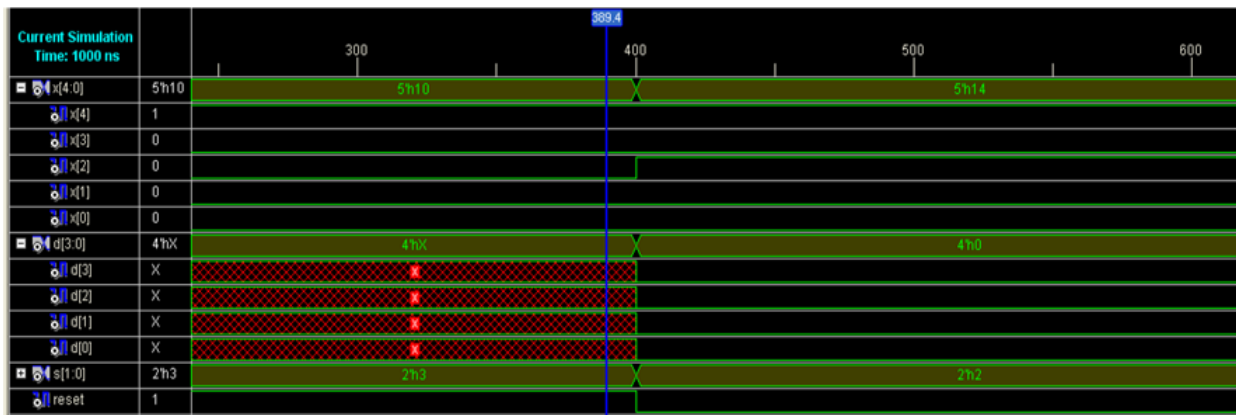 389.4
Current Simulation
Time: 1000 ns
300 400 500 600
x[4:0] 5'h10 5'h10 5'h14
x[4] 1
x[3] 0
x[2] 0
x[1] 0
x[0] 0
d[3:0] 4'hX 4'hX 4'h0
d[3] X X
d[2] X X
d[1] X X
d[0] X X
s[1:0] 2'h3 2'h3 2'h2
reset 1